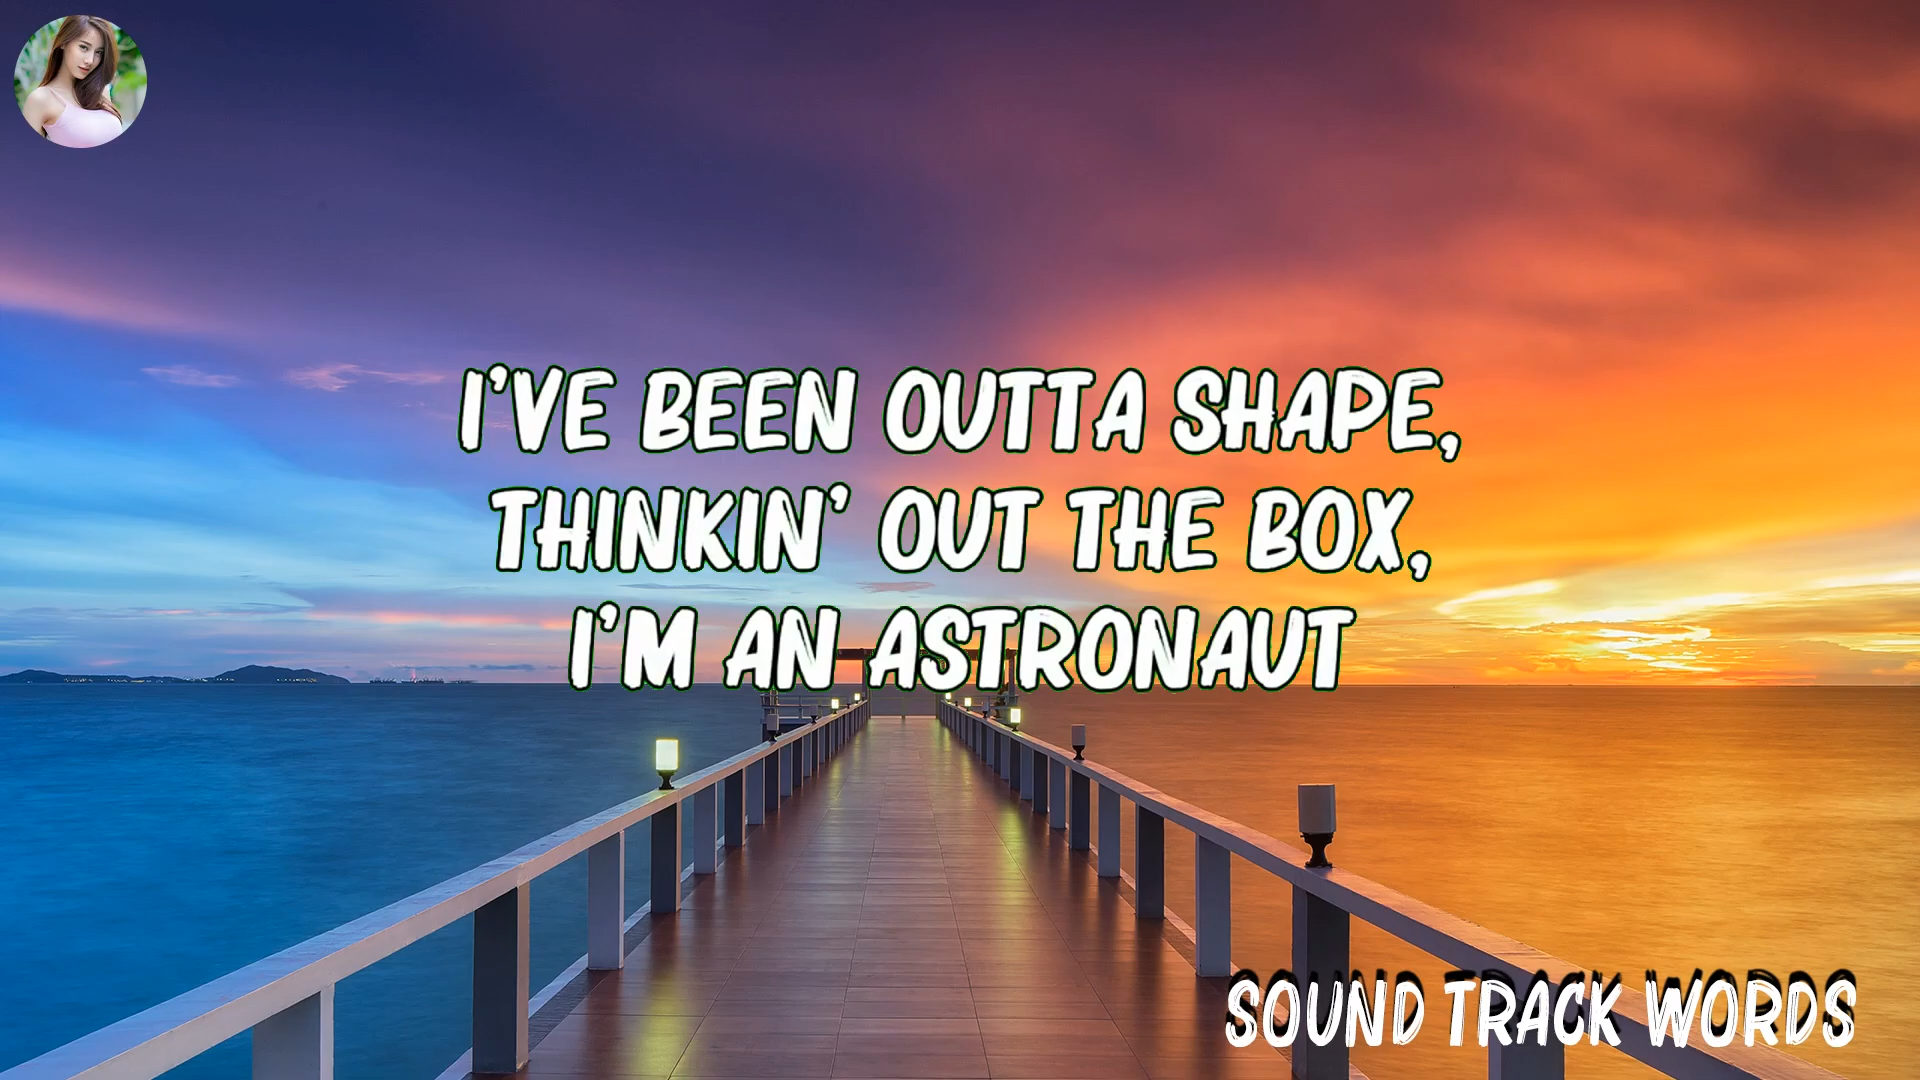 I'VE BEEN OUTTA SHAPE,
THINKIN' OUT THE BOX,
I'M AN ASTRONAUT
SOUND TRACK WORDS